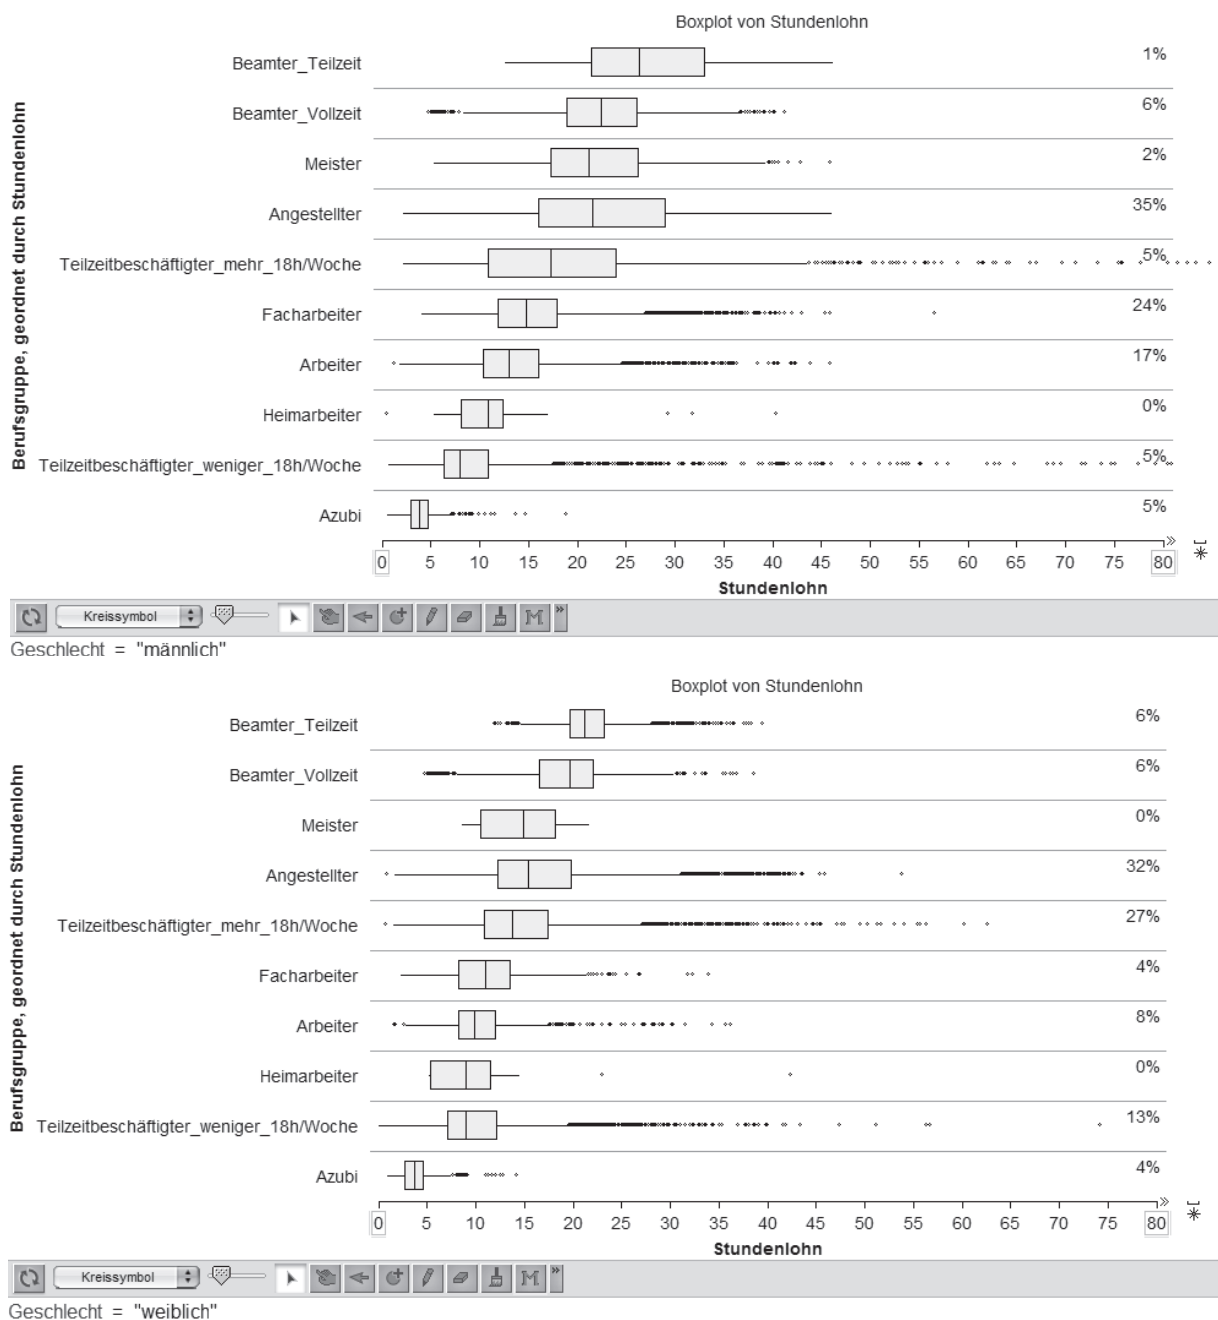 Boxplot von Stundenlohn
Berufsgruppe, geordnet durch Stundenlohn
Beamter_Teilzeit 1%
Beamter_Vollzeit 6%
Meister 2%
Angestellter 35%
Teilzeitbeschäftigter_mehr_18h/Woche 5%
Facharbeiter 24%
Arbeiter 17%
Heimarbeiter 0%
Teilzeitbeschäftigter_weniger_18h/Woche 5%
Azubi 5%
0 5 10 15 20 25 30 35 40 45 50 55 60 65 70 75 80
Stundenlohn
Kreissymbol M
Geschlecht = "männlich"
Boxplot von Stundenlohn
Berufsgruppe, geordnet durch Stundenlohn
Beamter_Teilzeit 6%
Beamter_Vollzeit 6%
Meister 0%
Angestellter 32%
Teilzeitbeschäftigter_mehr_18h/Woche 27%
Facharbeiter 4%
Arbeiter 8%
Heimarbeiter 0%
Teilzeitbeschäftigter_weniger_18h/Woche 13%
Azubi 4%
0 5 10 15 20 25 30 35 40 45 50 55 60 65 70 75 80
Stundenlohn
Kreissymbol M
Geschlecht = "weiblich"